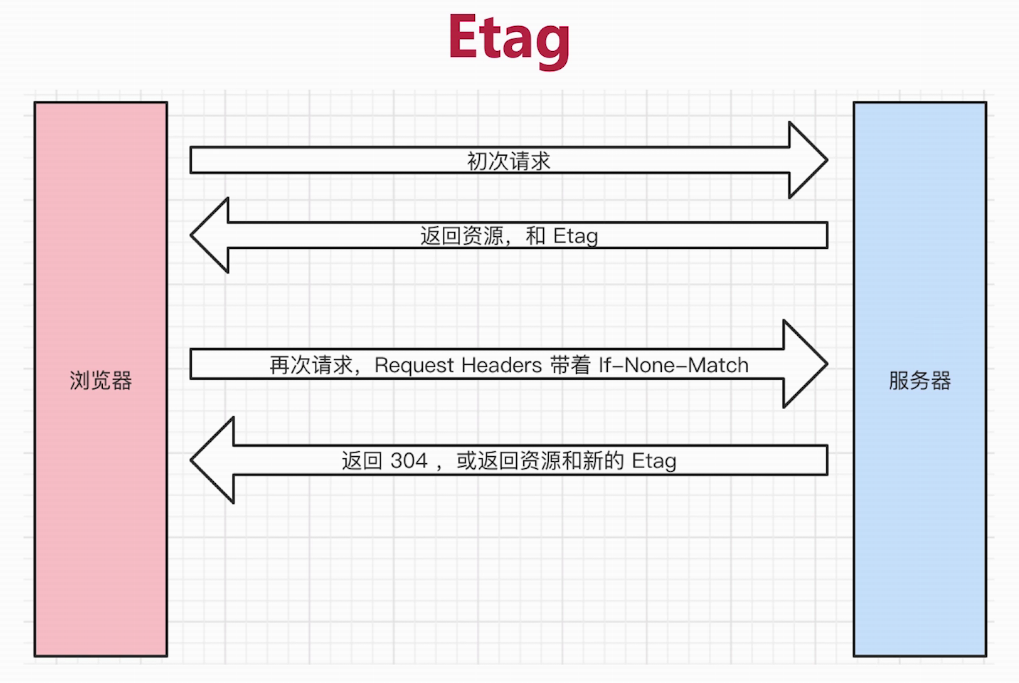 Etag
初次请求
返回资源，和 Etag
再次请求，Request Headers 带着 If-None-Match
浏览器
服务器
返回 304 ，或返回资源和新的 Etag